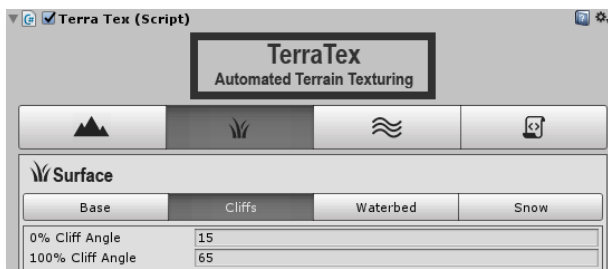 Terra Tex (Script)
TerraTex
Automated Terrain Texturing
Surface
Base Cliffs Waterbed Snow
0% Cliff Angle 15
100% Cliff Angle 65